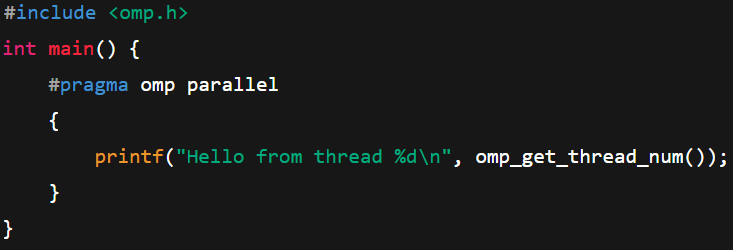 #include <omp.h>
int main() {
    #pragma omp parallel
    {
        printf("Hello from thread %d\n", omp_get_thread_num());
    }
}